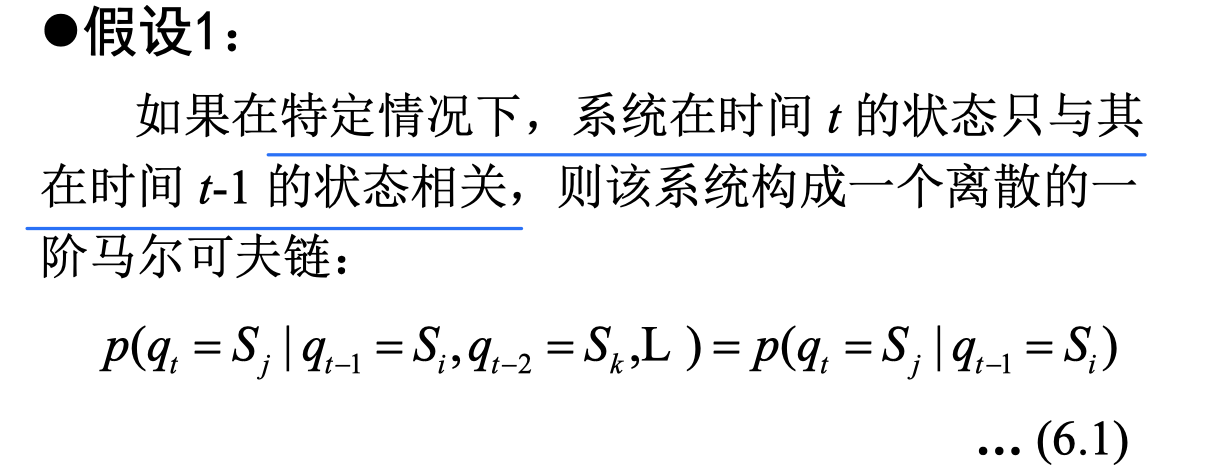 ●假设1：
如果在特定情况下，系统在时间 t 的状态只与其
在时间 t-1 的状态相关，则该系统构成一个离散的一
阶马尔可夫链：
p(q_t = S_j | q_{t−1} = S_i, q_{t−2} = S_k, L ) = p(q_t = S_j | q_{t−1} = S_i)
... (6.1)